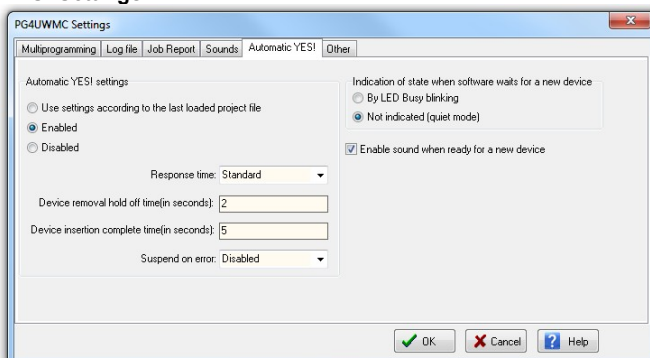 PG4UWMC Settings
Multiprogramming Log file Job Report Sounds Automatic YES! Other
Automatic YES! settings
Use settings according to the last loaded project file
Enabled
Disabled
Response time: Standard
Device removal hold off time(in seconds): 2
Device insertion complete time(in seconds): 5
Suspend on error: Disabled
Indication of state when software waits for a new device
By LED Busy blinking
Not indicated (quiet mode)
Enable sound when ready for a new device
OK Cancel Help